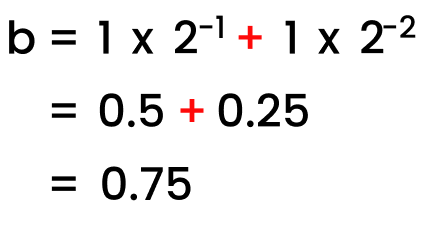 b = 1 x 2⁻¹ + 1 x 2⁻²
= 0.5 + 0.25
= 0.75